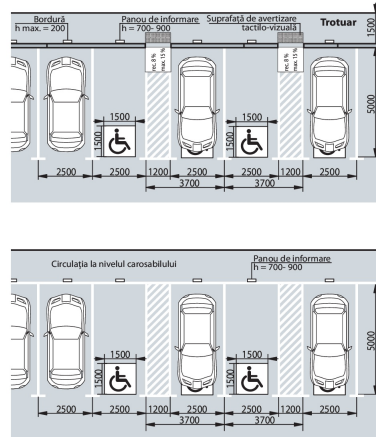 Bordură
h max. = 200
Panou de informare
h = 700- 900
Suprafață de avertizare
tactilo-vizuală
Trotuar
1500
rec. 8 %
max. 15 %
rec. 8 %
max. 15 %
5000
1500
1500
1500
1500
2500
2500
1200
2500
2500
1200
2500
3700
3700
Circulația la nivelul carosabilului
Panou de informare
h = 700- 900
5000
1500
1500
1500
1500
2500
2500
1200
2500
2500
1200
2500
3700
3700